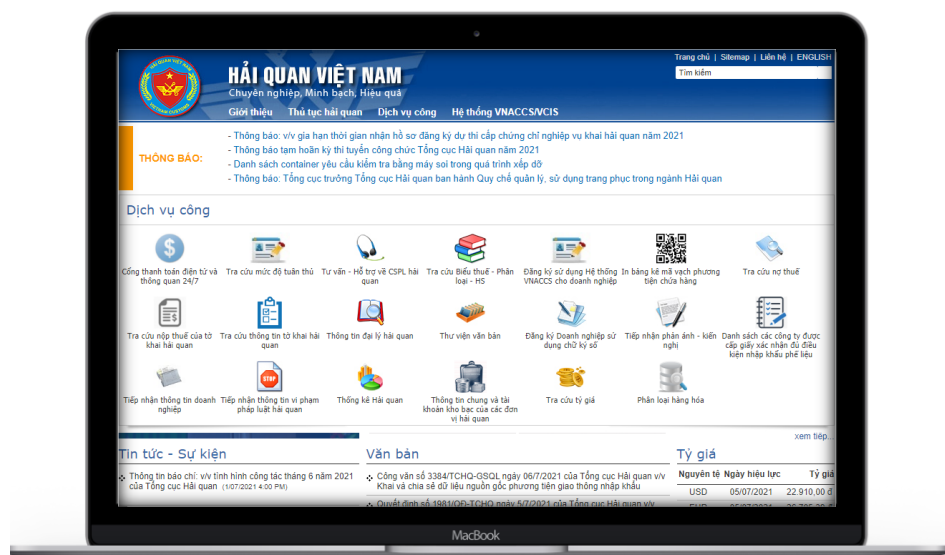 HẢI QUAN VIỆT NAM
Chuyên nghiệp, Minh bạch, Hiệu quả
Trang chủ | Sitemap | Liên hệ | ENGLISH
Tìm kiếm
Giới thiệu Thủ tục hải quan Dịch vụ công Hệ thống VNACCS/VCIS
THÔNG BÁO:
- Thông báo: v/v gia hạn thời gian nhận hồ sơ đăng ký dự thi cấp chứng chỉ nghiệp vụ khai hải quan năm 2021
- Thông báo tạm hoãn kỳ thi tuyển công chức Tổng cục Hải quan năm 2021
- Danh sách container yêu cầu kiểm tra bằng máy soi trong quá trình xếp dỡ
- Thông báo: Tổng cục trưởng Tổng cục Hải quan ban hành Quy chế quản lý, sử dụng trang phục trong ngành Hải quan
Dịch vụ công
Cổng thanh toán điện tử và
thông quan 24/7
Tra cứu mức độ tuân thủ
Tư vấn - Hỗ trợ về CSPL hải
quan
Tra cứu Biểu thuế - Phân
loại - HS
Đăng ký sử dụng Hệ thống
VNACCS cho doanh nghiệp
In bảng kê mã vạch phương
tiện chứa hàng
Tra cứu nợ thuế
Tra cứu nộp thuế của tờ
khai hải quan
Tra cứu thông tin tờ khai hải
quan
Thông tin đại lý hải quan
Thư viện văn bản
Đăng ký Doanh nghiệp sử
dụng chữ ký số
Tiếp nhận phản ánh - kiến
nghị
Danh sách các công ty được
cấp giấy xác nhận đủ điều
kiện nhập khẩu phế liệu
Tiếp nhận thông tin doanh
nghiệp
STOP
Tiếp nhận thông tin vi phạm
pháp luật hải quan
Thống kê Hải quan
Thông tin chung và tài
khoản kho bạc của các đơn
vị hải quan
Tra cứu tỷ giá
Phân loại hàng hóa
xem tiếp...
Tin tức - Sự kiện
Thông tin báo chí: v/v tình hình công tác tháng 6 năm 2021
của Tổng cục Hải quan (1/07/2021 4:00 PM)
Văn bản
Công văn số 3384/TCHQ-GSQL ngày 06/7/2021 của Tổng cục Hải quan v/v
Khai và chia sẻ dữ liệu nguồn gốc phương tiện giao thông nhập khẩu
Quyết định số 1981/QĐ-TCHQ ngày 5/7/2021 của Tổng cục Hải quan v/v
Tỷ giá
Nguyên tệ Ngày hiệu lực Tỷ giá
USD 05/07/2021 22.910,00 đ
MacBook